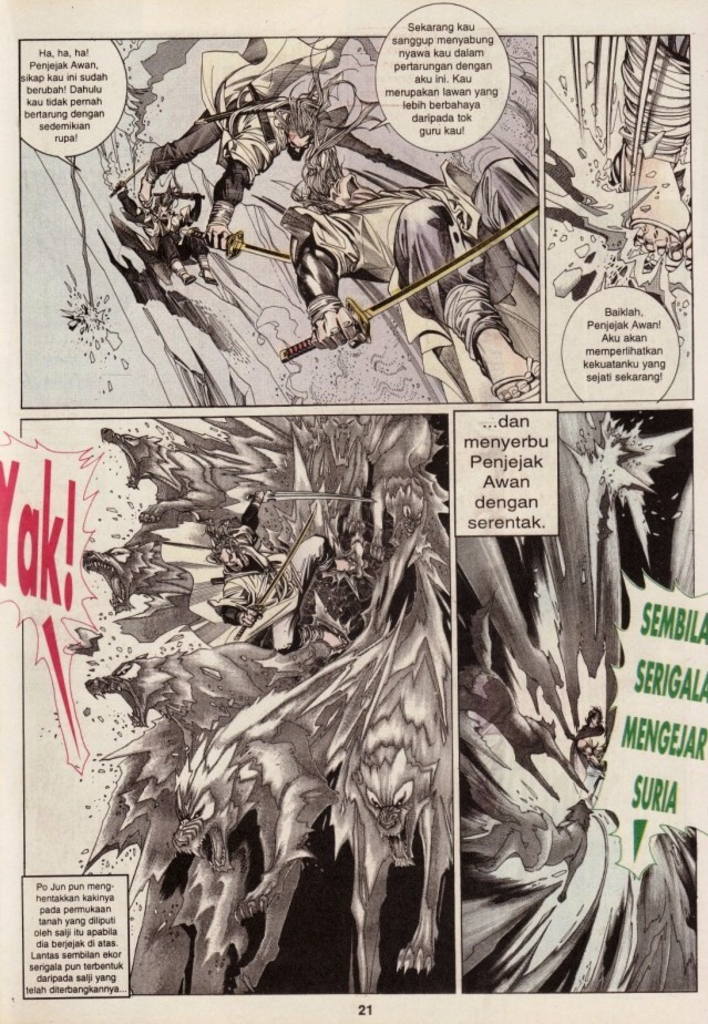 Ha, ha, ha!
Penjejak Awan,
sikap kau ini sudah
berubah! Dahulu
kau tidak pernah
bertarung dengan
sedemikian
rupa!
Sekarang kau
sanggup menyabung
nyawa kau dalam
pertarungan dengan
aku ini. Kau
merupakan lawan yang
lebih berbahaya
daripada tok
guru kau!
Baiklah,
Penjejak Awan!
Aku akan
memperlihatkan
kekuatanku yang
sejati sekarang!
Yak!
Po Jun pun meng-
hentakkan kakinya
pada permukaan
tanah yang diliputi
oleh salji itu apabila
dia berjejak di atas.
Lantas sembilan ekor
serigala pun terbentuk
daripada salji yang
telah diterbangkannya...
...dan
menyerbu
Penjejak
Awan
dengan
serentak.
SEMBILA
SERIGALA
MENGEJAR
SURIA
!
21